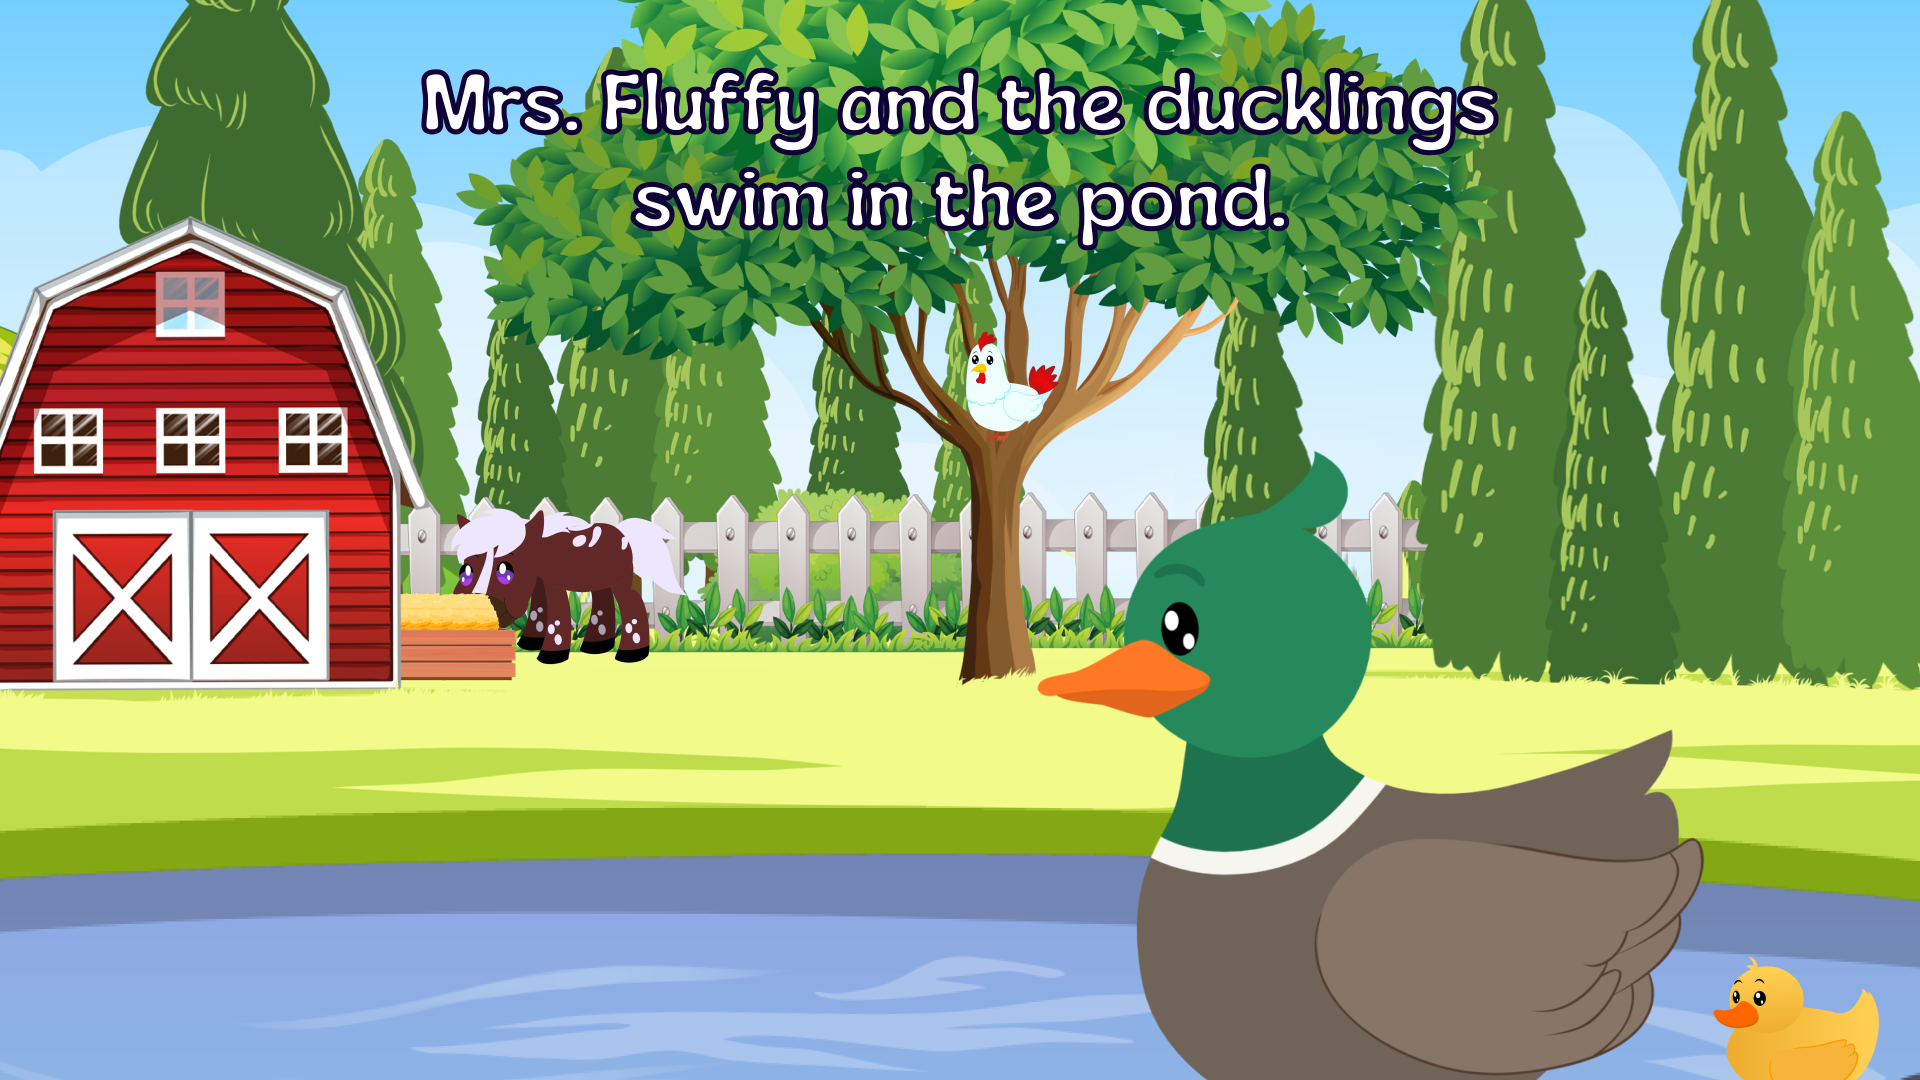 Mrs. Fluffy and the ducklings
swim in the pond.